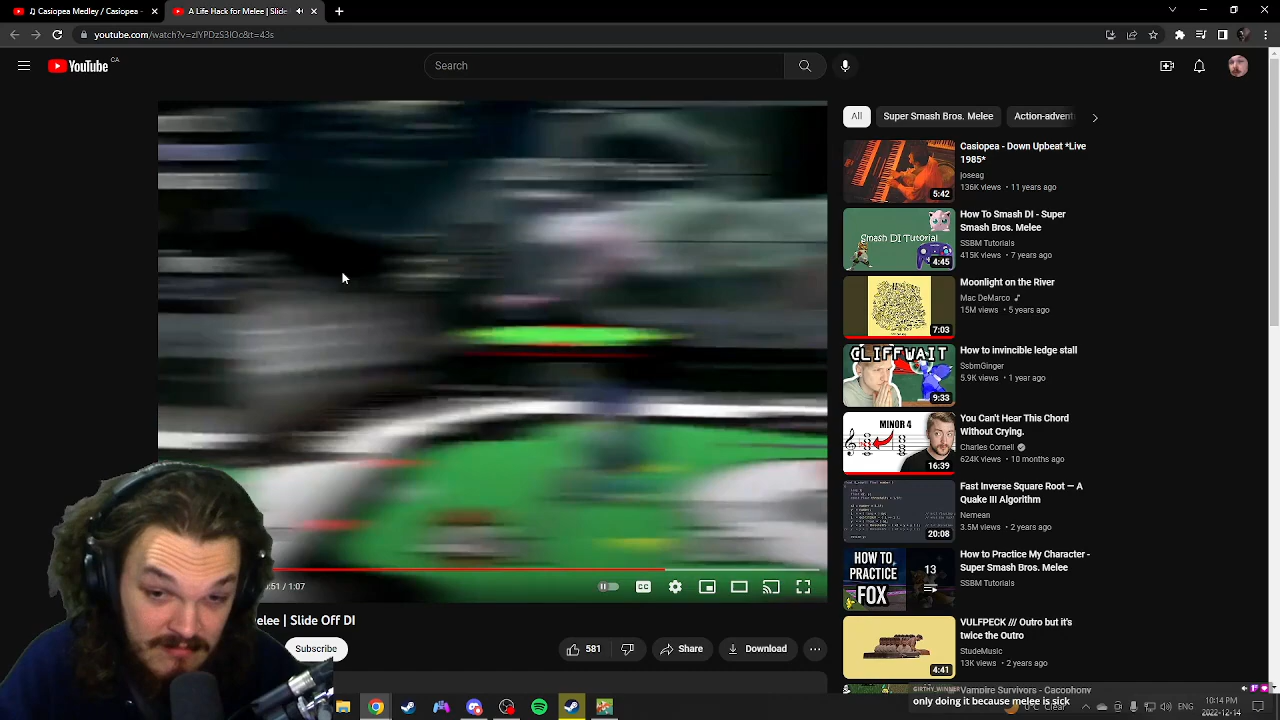 ♫ Casiopea Medley / Casiopea -
A Life Hack for Melee | Slide
youtube.com/watch?v=zlYPDzS3IOc&t=43s
YouTube CA
Search
All
Super Smash Bros. Melee
Action-advent
Casiopea - Down Upbeat *Live
1985*
joseag
136K views • 11 years ago
5:42
How To Smash DI - Super
Smash Bros. Melee
SSBM Tutorials
415K views • 7 years ago
Smash DI Tutorial
4:45
Moonlight on the River
Mac DeMarco
15M views • 5 years ago
7:03
How to invincible ledge stall
SsbmGinger
5.9K views • 1 year ago
CLIFFWAIT
9:33
You Can't Hear This Chord
Without Crying.
Charles Cornell
624K views • 10 months ago
MINOR 4
16:39
Fast Inverse Square Root — A
Quake III Algorithm
Nemean
3.5M views • 2 years ago
20:08
How to Practice My Character -
Super Smash Bros. Melee
SSBM Tutorials
HOW TO
PRACTICE
FOX
13
VULFPECK /// Outro but it's
twice the Outro
StudeMusic
13K views • 2 years ago
4:41
Vampire Survivors - Cacophony
:51 / 1:07
CC
elee | Slide Off DI
Subscribe
581
Share
Download
GIRTHY_WINNER
only doing it because melee is sick
10:14 PM
2022-12-14